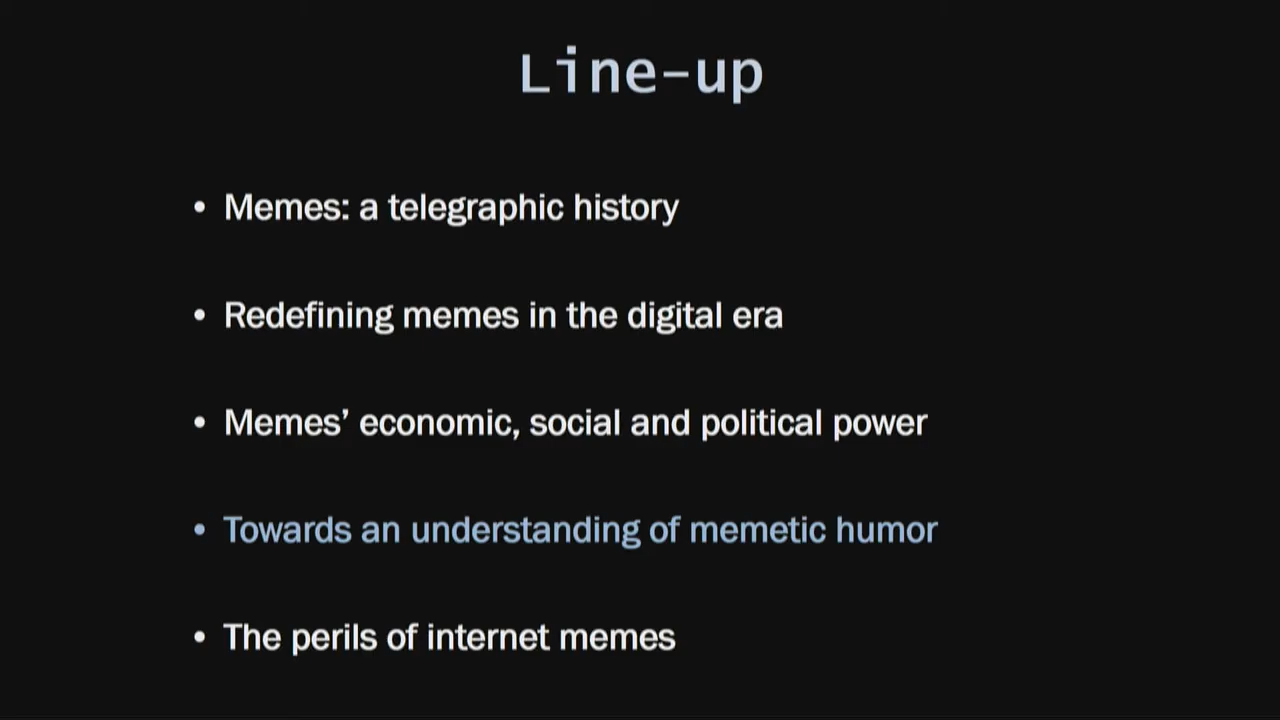 Line-up
• Memes: a telegraphic history
• Redefining memes in the digital era
• Memes’ economic, social and political power
• Towards an understanding of memetic humor
• The perils of internet memes